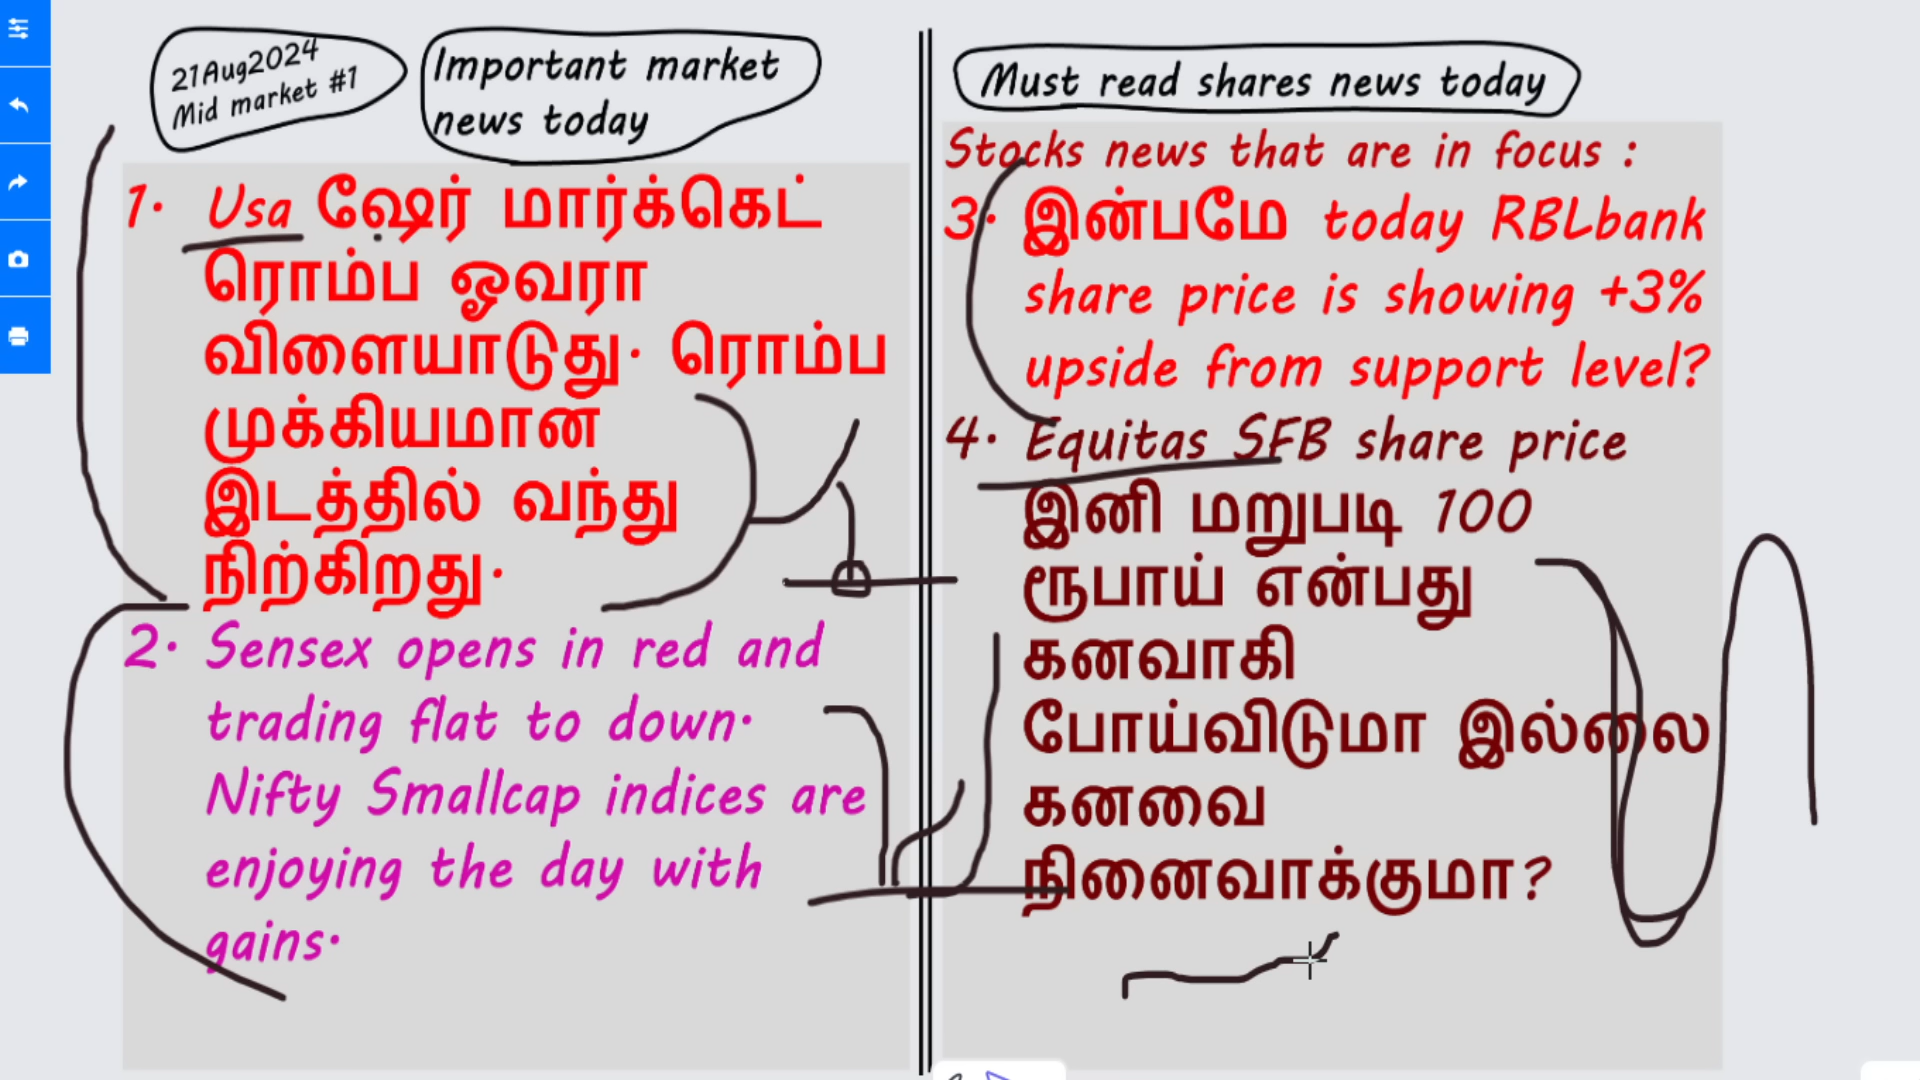 21Aug2024
Mid market #1
Important market
news today
1. Usa ஷேர் மார்க்கெட்
ரொம்ப ஓவரா
விளையாடுது. ரொம்ப
முக்கியமான
இடத்தில் வந்து
நிற்கிறது.
2. Sensex opens in red and
trading flat to down.
Nifty Smallcap indices are
enjoying the day with
gains.
Must read shares news today
Stocks news that are in focus :
3. இன்பமே today RBLbank
share price is showing +3%
upside from support level?
4. Equitas SFB share price
இனி மறுபடி 100
ரூபாய் என்பது
கனவாகி
போய்விடுமா இல்லை
கனவை
நினைவாக்குமா?